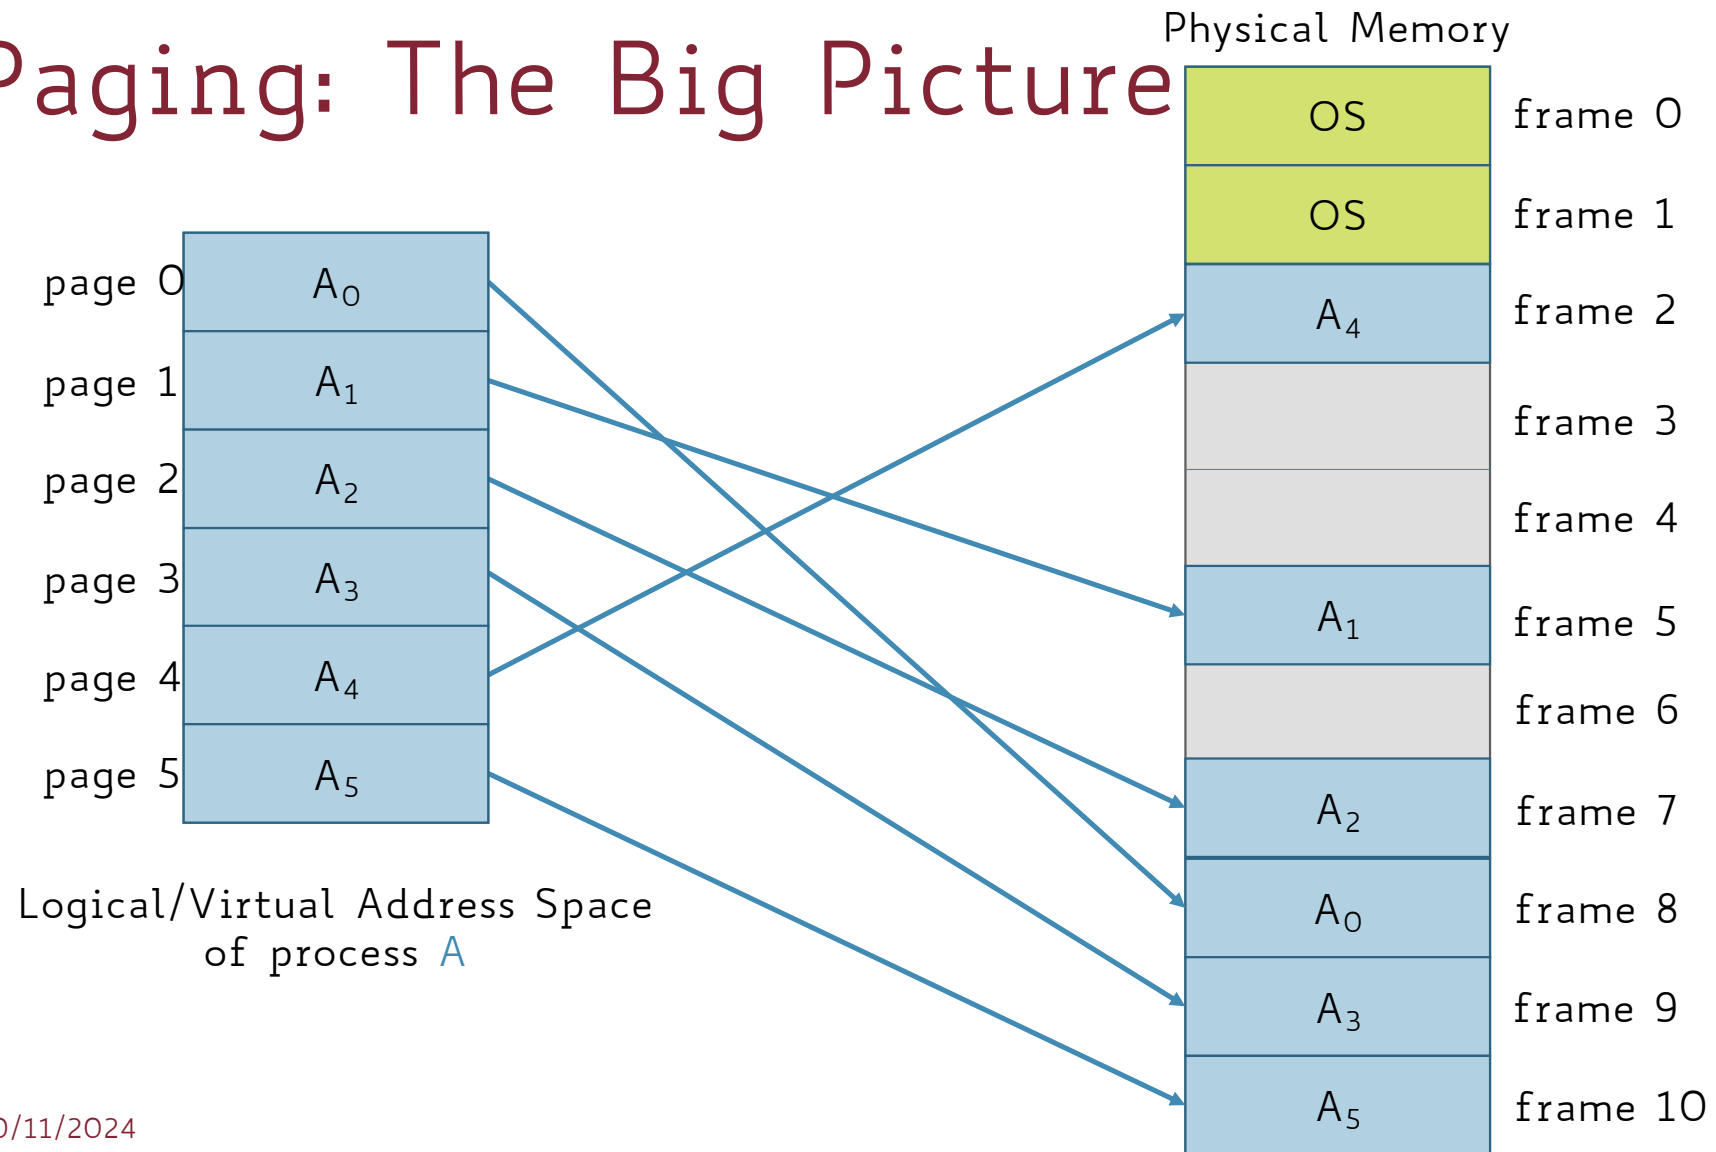 Physical Memory
Paging: The Big Picture
OS frame 0
OS frame 1
page 0 A0
A4 frame 2
page 1 A1
frame 3
page 2 A2
frame 4
page 3 A3
A1 frame 5
page 4 A4
frame 6
page 5 A5
A2 frame 7
Logical/Virtual Address Space
of process A
A0 frame 8
A3 frame 9
A5 frame 10
0/11/2024